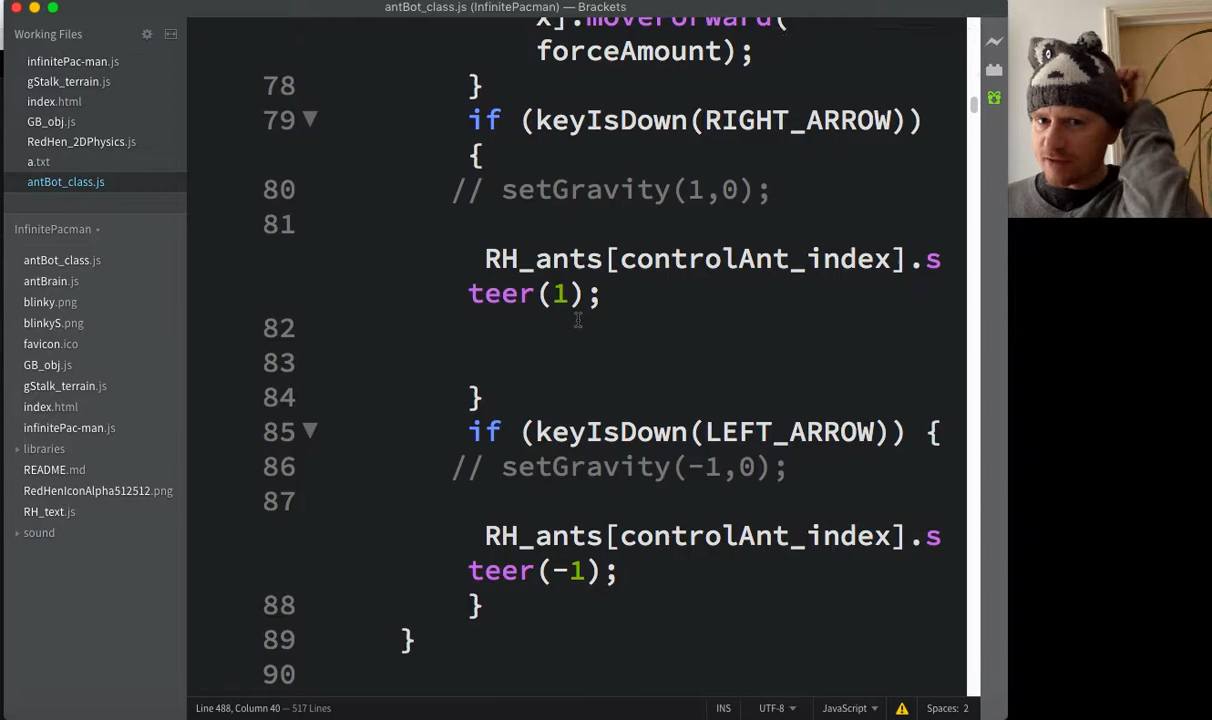 antBot_class.js (InfinitePacman) — Brackets
Working Files
infinitePac-man.js
gStalk_terrain.js
index.html
GB_obj.js
RedHen_2DPhysics.js
a.txt
antBot_class.js
InfinitePacman
antBot_class.js
antBrain.js
blinky.png
blinkyS.png
favicon.ico
GB_obj.js
gStalk_terrain.js
index.html
infinitePac-man.js
libraries
README.md
RedHenIconAlpha512512.png
RH_text.js
sound
x].moveForward(
forceAmount);
78 }
79 if (keyIsDown(RIGHT_ARROW))
{
80 // setGravity(1,0);
81
RH_ants[controlAnt_index].s
teer(1);
82
83
84 }
85 if (keyIsDown(LEFT_ARROW)) {
86 // setGravity(-1,0);
87
RH_ants[controlAnt_index].s
teer(-1);
88 }
89 }
90
Line 488, Column 40 — 517 Lines
INS
UTF-8
JavaScript
Spaces: 2